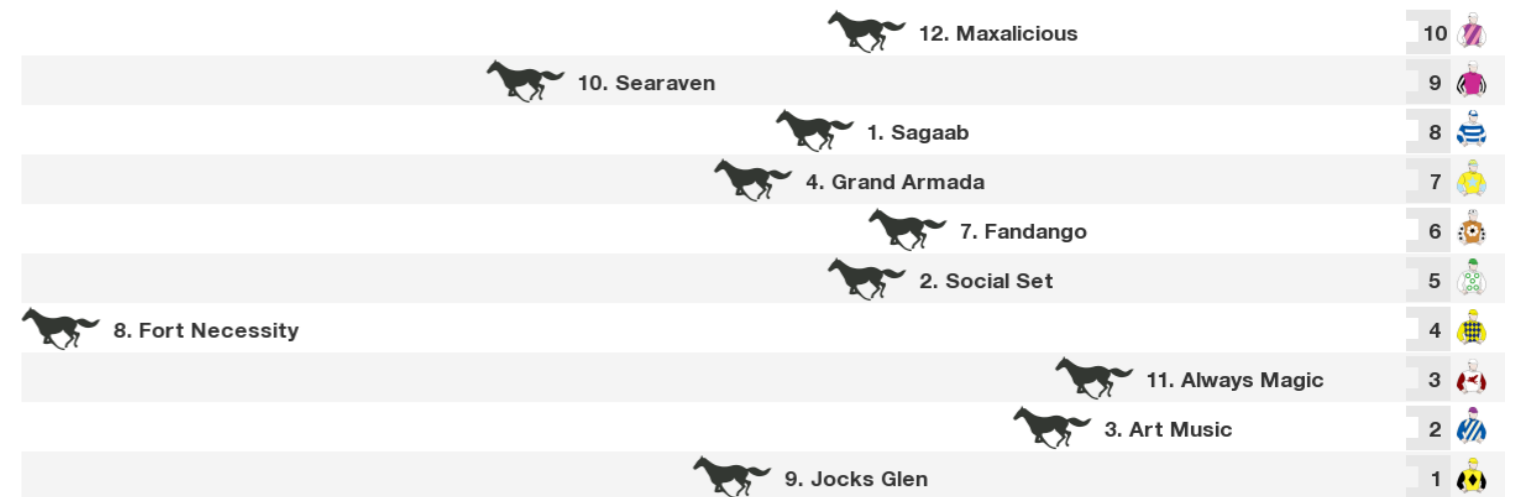 12. Maxalicious 10
10. Searaven 9
1. Sagaab 8
4. Grand Armada 7
7. Fandango 6
2. Social Set 5
8. Fort Necessity 4
11. Always Magic 3
3. Art Music 2
9. Jocks Glen 1